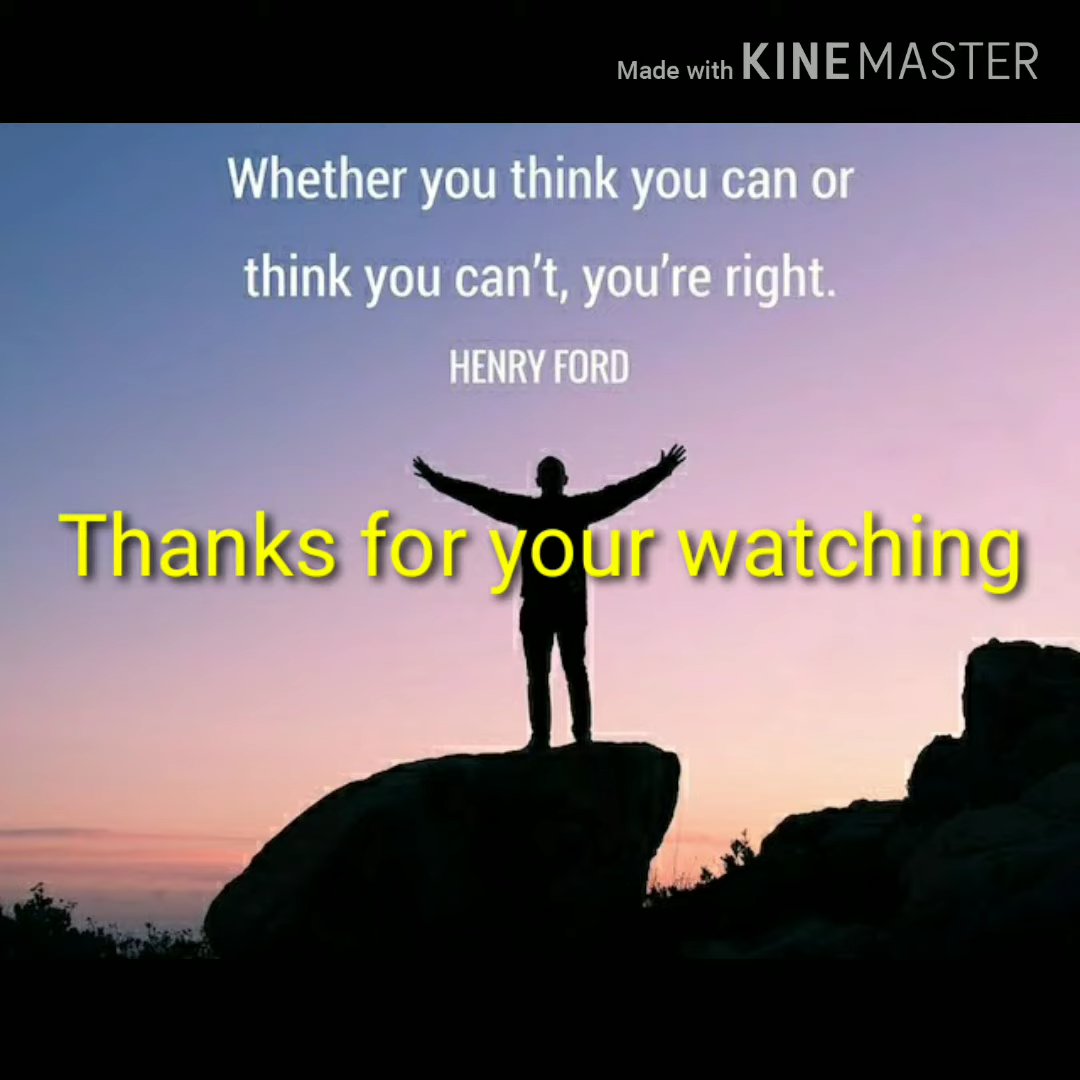 Made with KINEMASTER
Whether you think you can or
think you can’t, you’re right.
HENRY FORD
Thanks for your watching